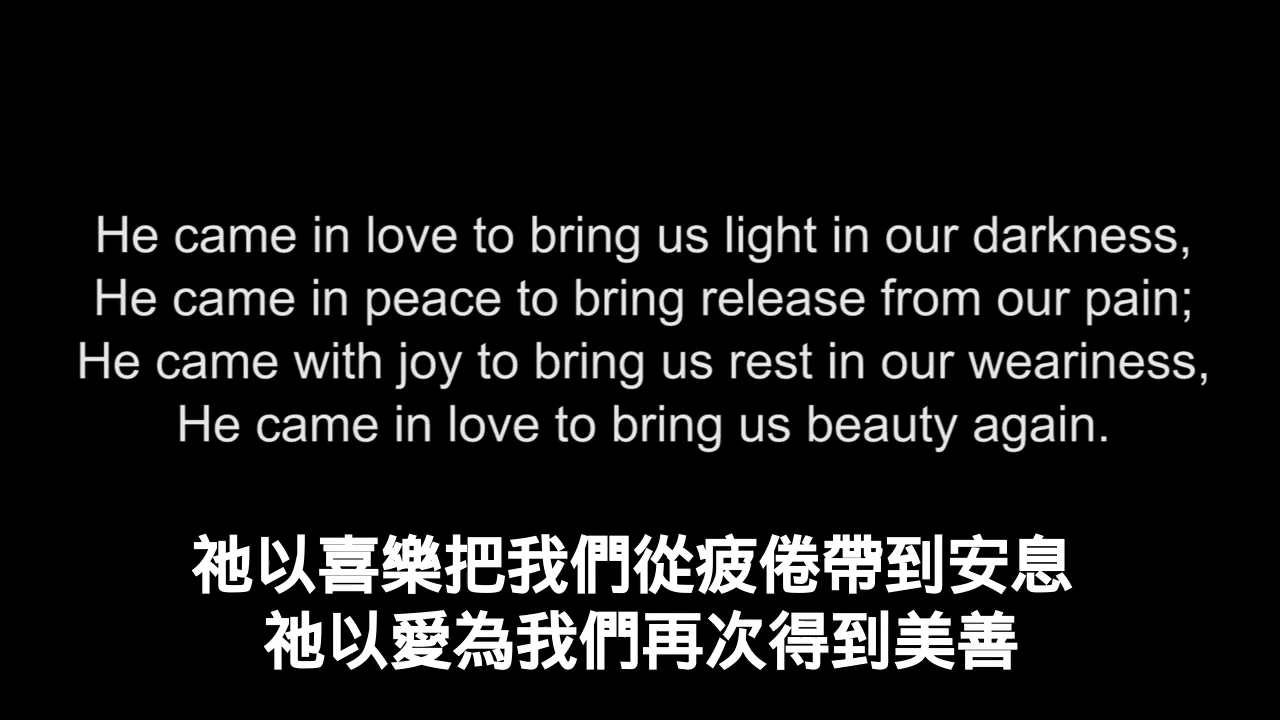 He came in love to bring us light in our darkness,
He came in peace to bring release from our pain;
He came with joy to bring us rest in our weariness,
He came in love to bring us beauty again.
祂以喜樂把我們從疲倦帶到安息
祂以愛為我們再次得到美善